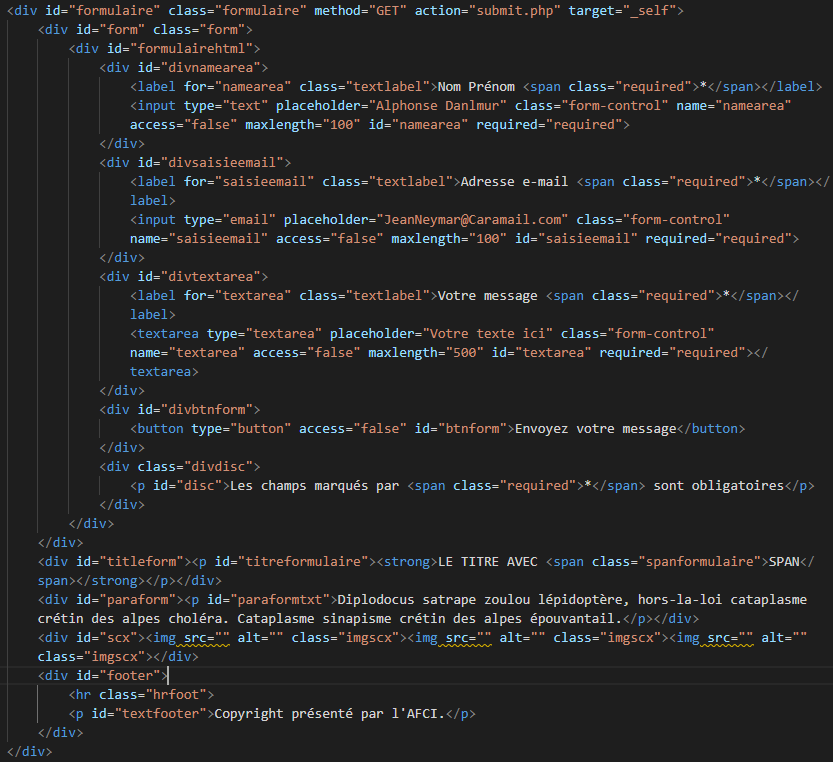 <div id="formulaire" class="formulaire" method="GET" action="submit.php" target="_self">
<div id="form" class="form">
<div id="formulairehtml">
<div id="divnamearea">
<label for="namearea" class="textlabel">Nom Prénom <span class="required">*</span></label>
<input type="text" placeholder="Alphonse Danlmur" class="form-control" name="namearea"
access="false" maxlength="100" id="namearea" required="required">
</div>
<div id="divsaisieemail">
<label for="saisieemail" class="textlabel">Adresse e-mail <span class="required">*</span></
label>
<input type="email" placeholder="JeanNeymar@Caramail.com" class="form-control"
name="saisieemail" access="false" maxlength="100" id="saisieemail" required="required">
</div>
<div id="divtextarea">
<label for="textarea" class="textlabel">Votre message <span class="required">*</span></
label>
<textarea type="textarea" placeholder="Votre texte ici" class="form-control"
name="textarea" access="false" maxlength="500" id="textarea" required="required"></
textarea>
</div>
<div id="divbtnform">
<button type="button" access="false" id="btnform">Envoyez votre message</button>
</div>
<div class="divdisc">
<p id="disc">Les champs marqués par <span class="required">*</span> sont obligatoires</p>
</div>
</div>
</div>
<div id="titleform"><p id="titreformulaire"><strong>LE TITRE AVEC <span class="spanformulaire">SPAN</
span></strong></p></div>
<div id="paraform"><p id="paraformtxt">Diplodocus satrape zoulou lépidoptère, hors-la-loi cataplasme
crétin des alpes choléra. Cataplasme sinapisme crétin des alpes épouvantail.</p></div>
<div id="scx"><img src="" alt="" class="imgscx"><img src="" alt="" class="imgscx"><img src="" alt=""
class="imgscx"></div>
<div id="footer">
<hr class="hrfoot">
<p id="textfooter">Copyright présenté par l'AFCI.</p>
</div>
</div>